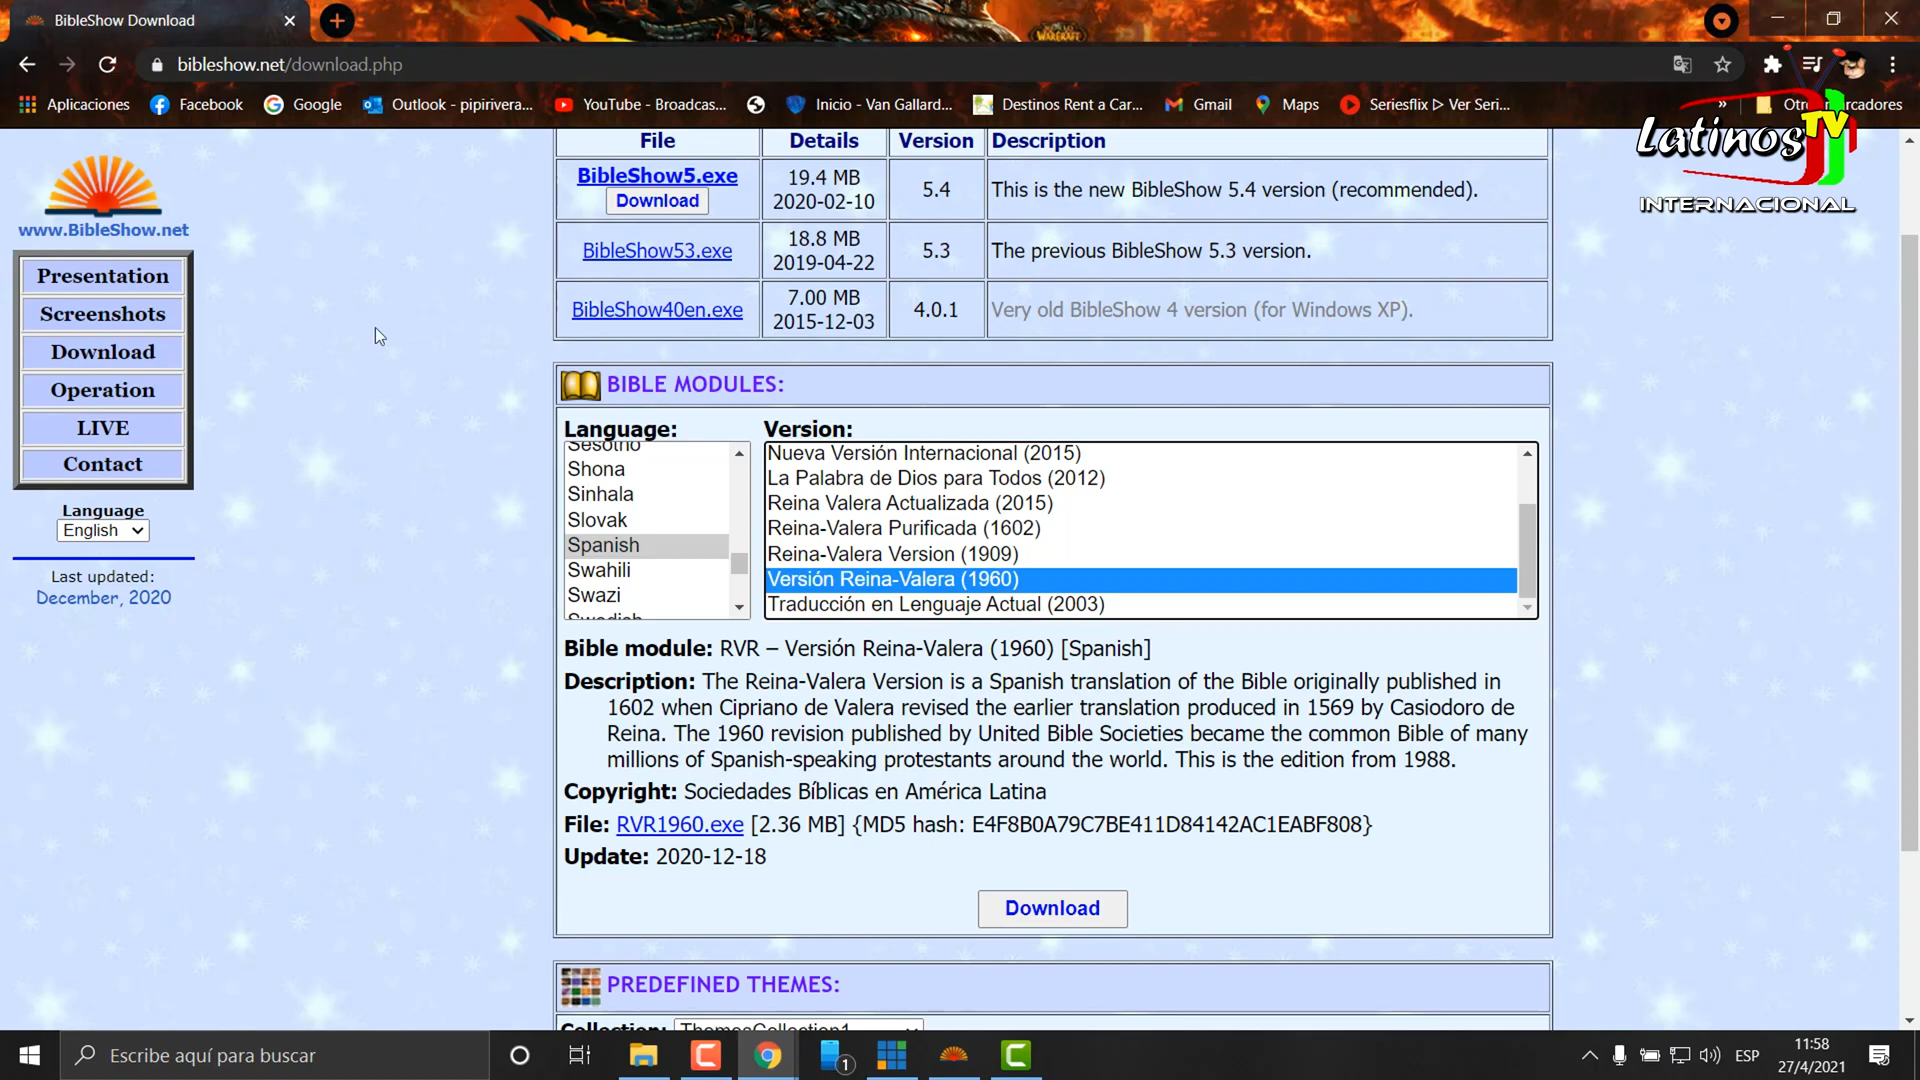 BibleShow Download
WARCRAFT
bibleshow.net/download.php
Aplicaciones
Facebook
Google
Outlook - pipirivera...
YouTube - Broadcas...
Inicio - Van Gallard...
Destinos Rent a Car...
Gmail
Maps
Seriesflix ▷ Ver Seri...
»
Latinos TV
INTERNACIONAL
www.BibleShow.net
Presentation
Screenshots
Download
Operation
LIVE
Contact
Language
English
Last updated:
December, 2020
File Details Version Description
BibleShow5.exe
Download
19.4 MB
2020-02-10
5.4
This is the new BibleShow 5.4 version (recommended).
BibleShow53.exe
18.8 MB
2019-04-22
5.3
The previous BibleShow 5.3 version.
BibleShow40en.exe
7.00 MB
2015-12-03
4.0.1
Very old BibleShow 4 version (for Windows XP).
BIBLE MODULES:
Language:
Sesotho
Shona
Sinhala
Slovak
Spanish
Swahili
Swazi
Swedish
Version:
Nueva Versión Internacional (2015)
La Palabra de Dios para Todos (2012)
Reina Valera Actualizada (2015)
Reina-Valera Purificada (1602)
Reina-Valera Version (1909)
Versión Reina-Valera (1960)
Traducción en Lenguaje Actual (2003)
Bible module: RVR – Versión Reina-Valera (1960) [Spanish]
Description: The Reina-Valera Version is a Spanish translation of the Bible originally published in
1602 when Cipriano de Valera revised the earlier translation produced in 1569 by Casiodoro de
Reina. The 1960 revision published by United Bible Societies became the common Bible of many
millions of Spanish-speaking protestants around the world. This is the edition from 1988.
Copyright: Sociedades Bíblicas en América Latina
File: RVR1960.exe [2.36 MB] {MD5 hash: E4F8B0A79C7BE411D84142AC1EABF808}
Update: 2020-12-18
Download
PREDEFINED THEMES:
Collection: ThemesCollection1
Escribe aquí para buscar
1
ESP
11:58
27/4/2021